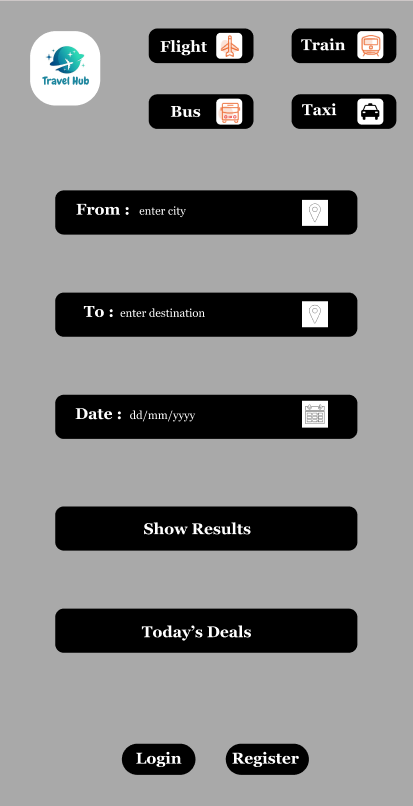 Travel Hub
Flight
Train
Bus
Taxi
From : enter city
To : enter destination
Date : dd/mm/yyyy
Show Results
Today’s Deals
Login
Register